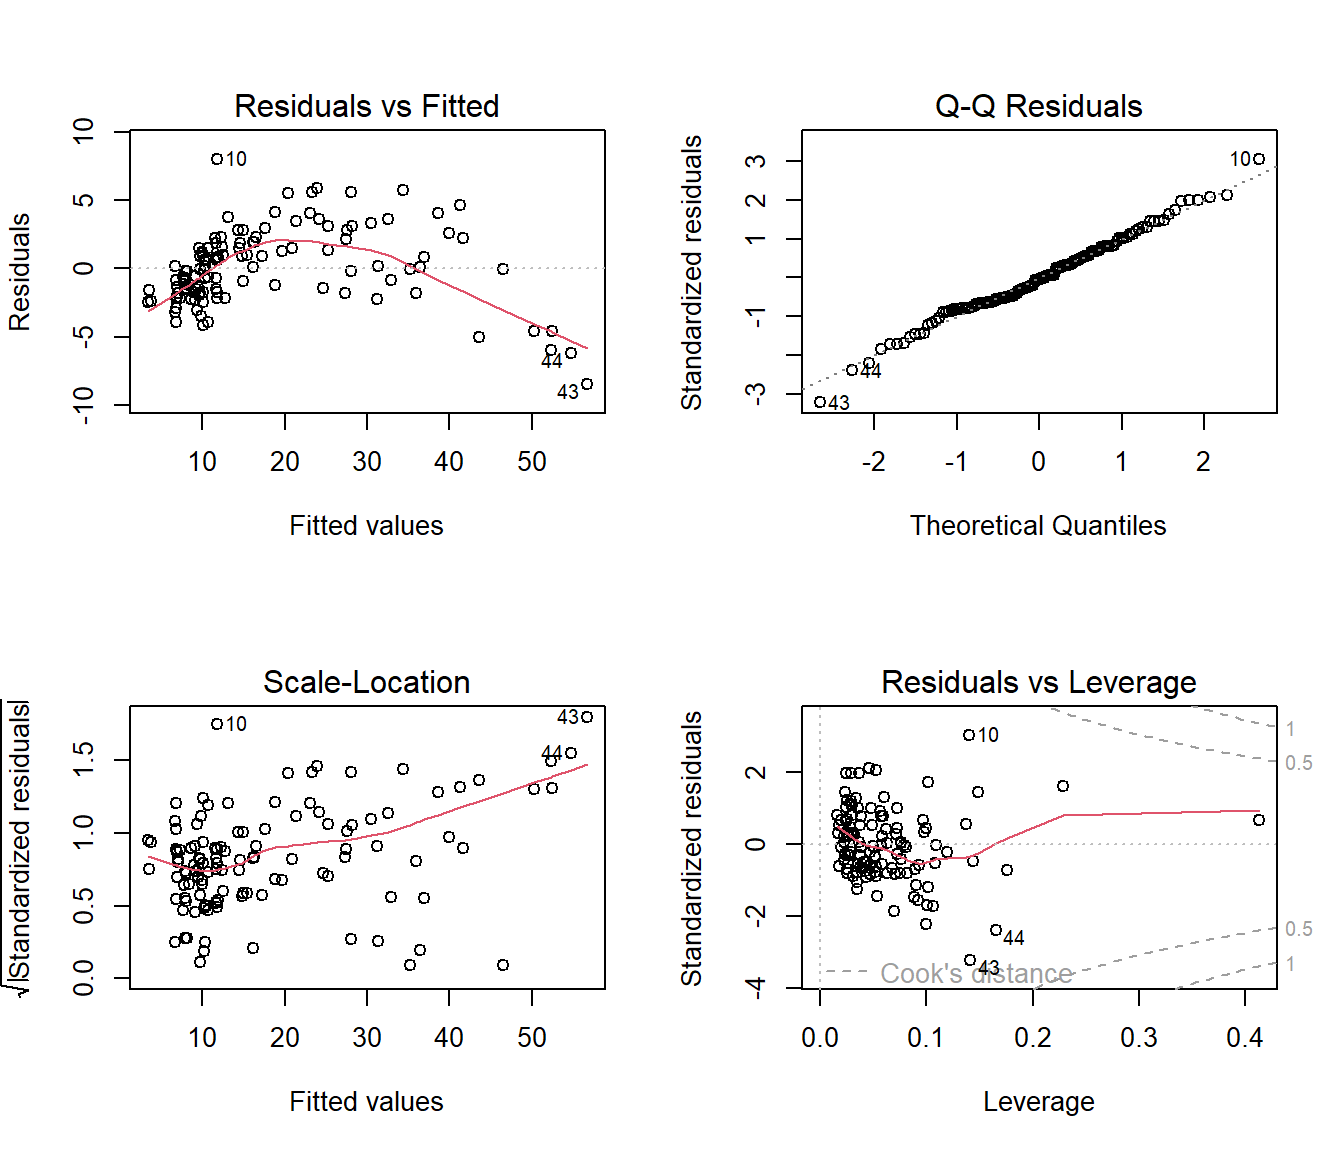 Residuals vs Fitted
Residuals
10
5
0
-5
-10
10
44
43
10 20 30 40 50
Fitted values
Q-Q Residuals
Standardized residuals
3
2
1
-1
-3
10
44
43
-2 -1 0 1 2
Theoretical Quantiles
Scale-Location
√|Standardized residuals|
1.5
1.0
0.5
0.0
10
43
44
10 20 30 40 50
Fitted values
Residuals vs Leverage
Standardized residuals
2
0
-2
-4
10
44
43
Cook's distance
1
0.5
0.5
1
0.0 0.1 0.2 0.3 0.4
Leverage